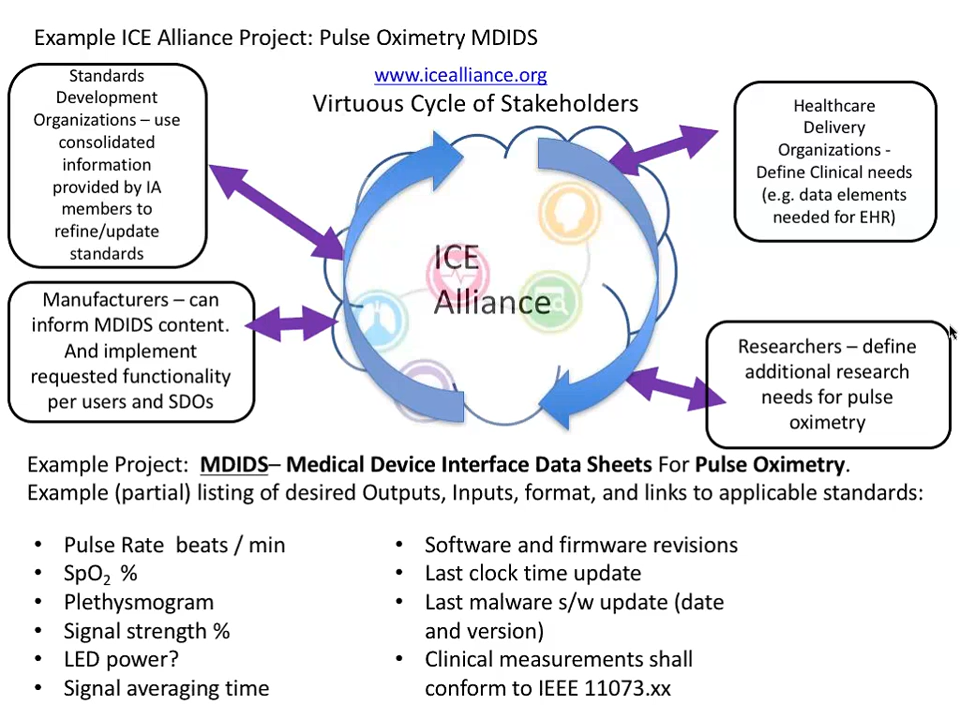 Example ICE Alliance Project: Pulse Oximetry MDIDS
www.icealliance.org
Virtuous Cycle of Stakeholders
Standards
Development
Organizations – use
consolidated
information
provided by IA
members to
refine/update
standards
Healthcare
Delivery
Organizations -
Define Clinical needs
(e.g. data elements
needed for EHR)
ICE
Alliance
Manufacturers – can
inform MDIDS content.
And implement
requested functionality
per users and SDOs
Researchers – define
additional research
needs for pulse
oximetry
Example Project: MDIDS– Medical Device Interface Data Sheets For Pulse Oximetry.
Example (partial) listing of desired Outputs, Inputs, format, and links to applicable standards:
• Pulse Rate beats / min
• SpO₂ %
• Plethysmogram
• Signal strength %
• LED power?
• Signal averaging time
• Software and firmware revisions
• Last clock time update
• Last malware s/w update (date
and version)
• Clinical measurements shall
conform to IEEE 11073.xx